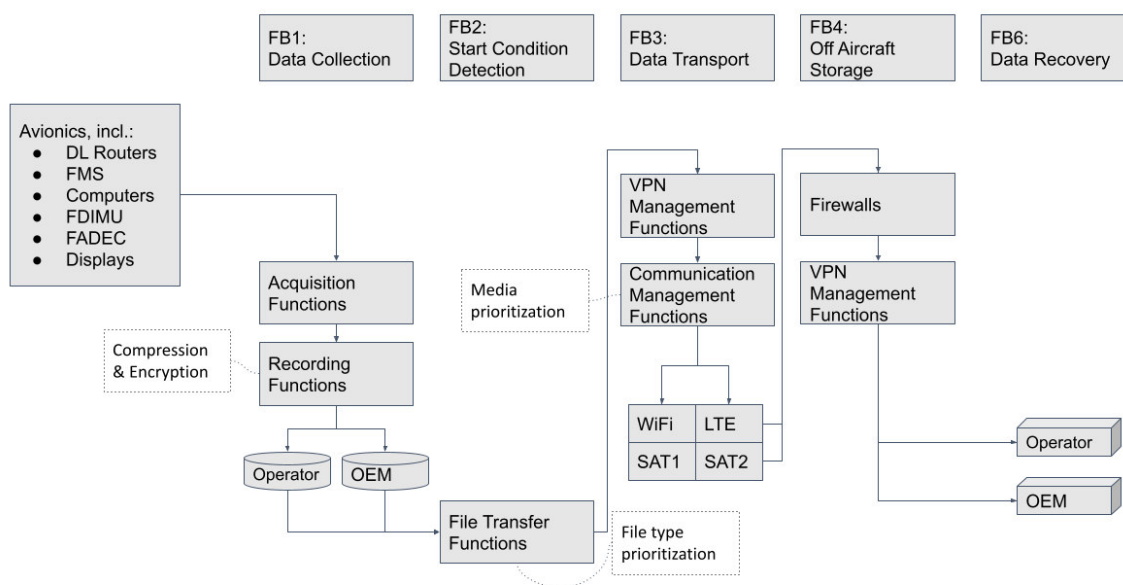 FB1:
Data Collection
FB2:
Start Condition
Detection
FB3:
Data Transport
FB4:
Off Aircraft
Storage
FB6:
Data Recovery
Avionics, incl.:
● DL Routers
● FMS
● Computers
● FDIMU
● FADEC
● Displays
Acquisition
Functions
Compression
& Encryption
Recording
Functions
Operator
OEM
File Transfer
Functions
File type
prioritization
VPN
Management
Functions
Media
prioritization
Communication
Management
Functions
WiFi
LTE
SAT1
SAT2
Firewalls
VPN
Management
Functions
Operator
OEM